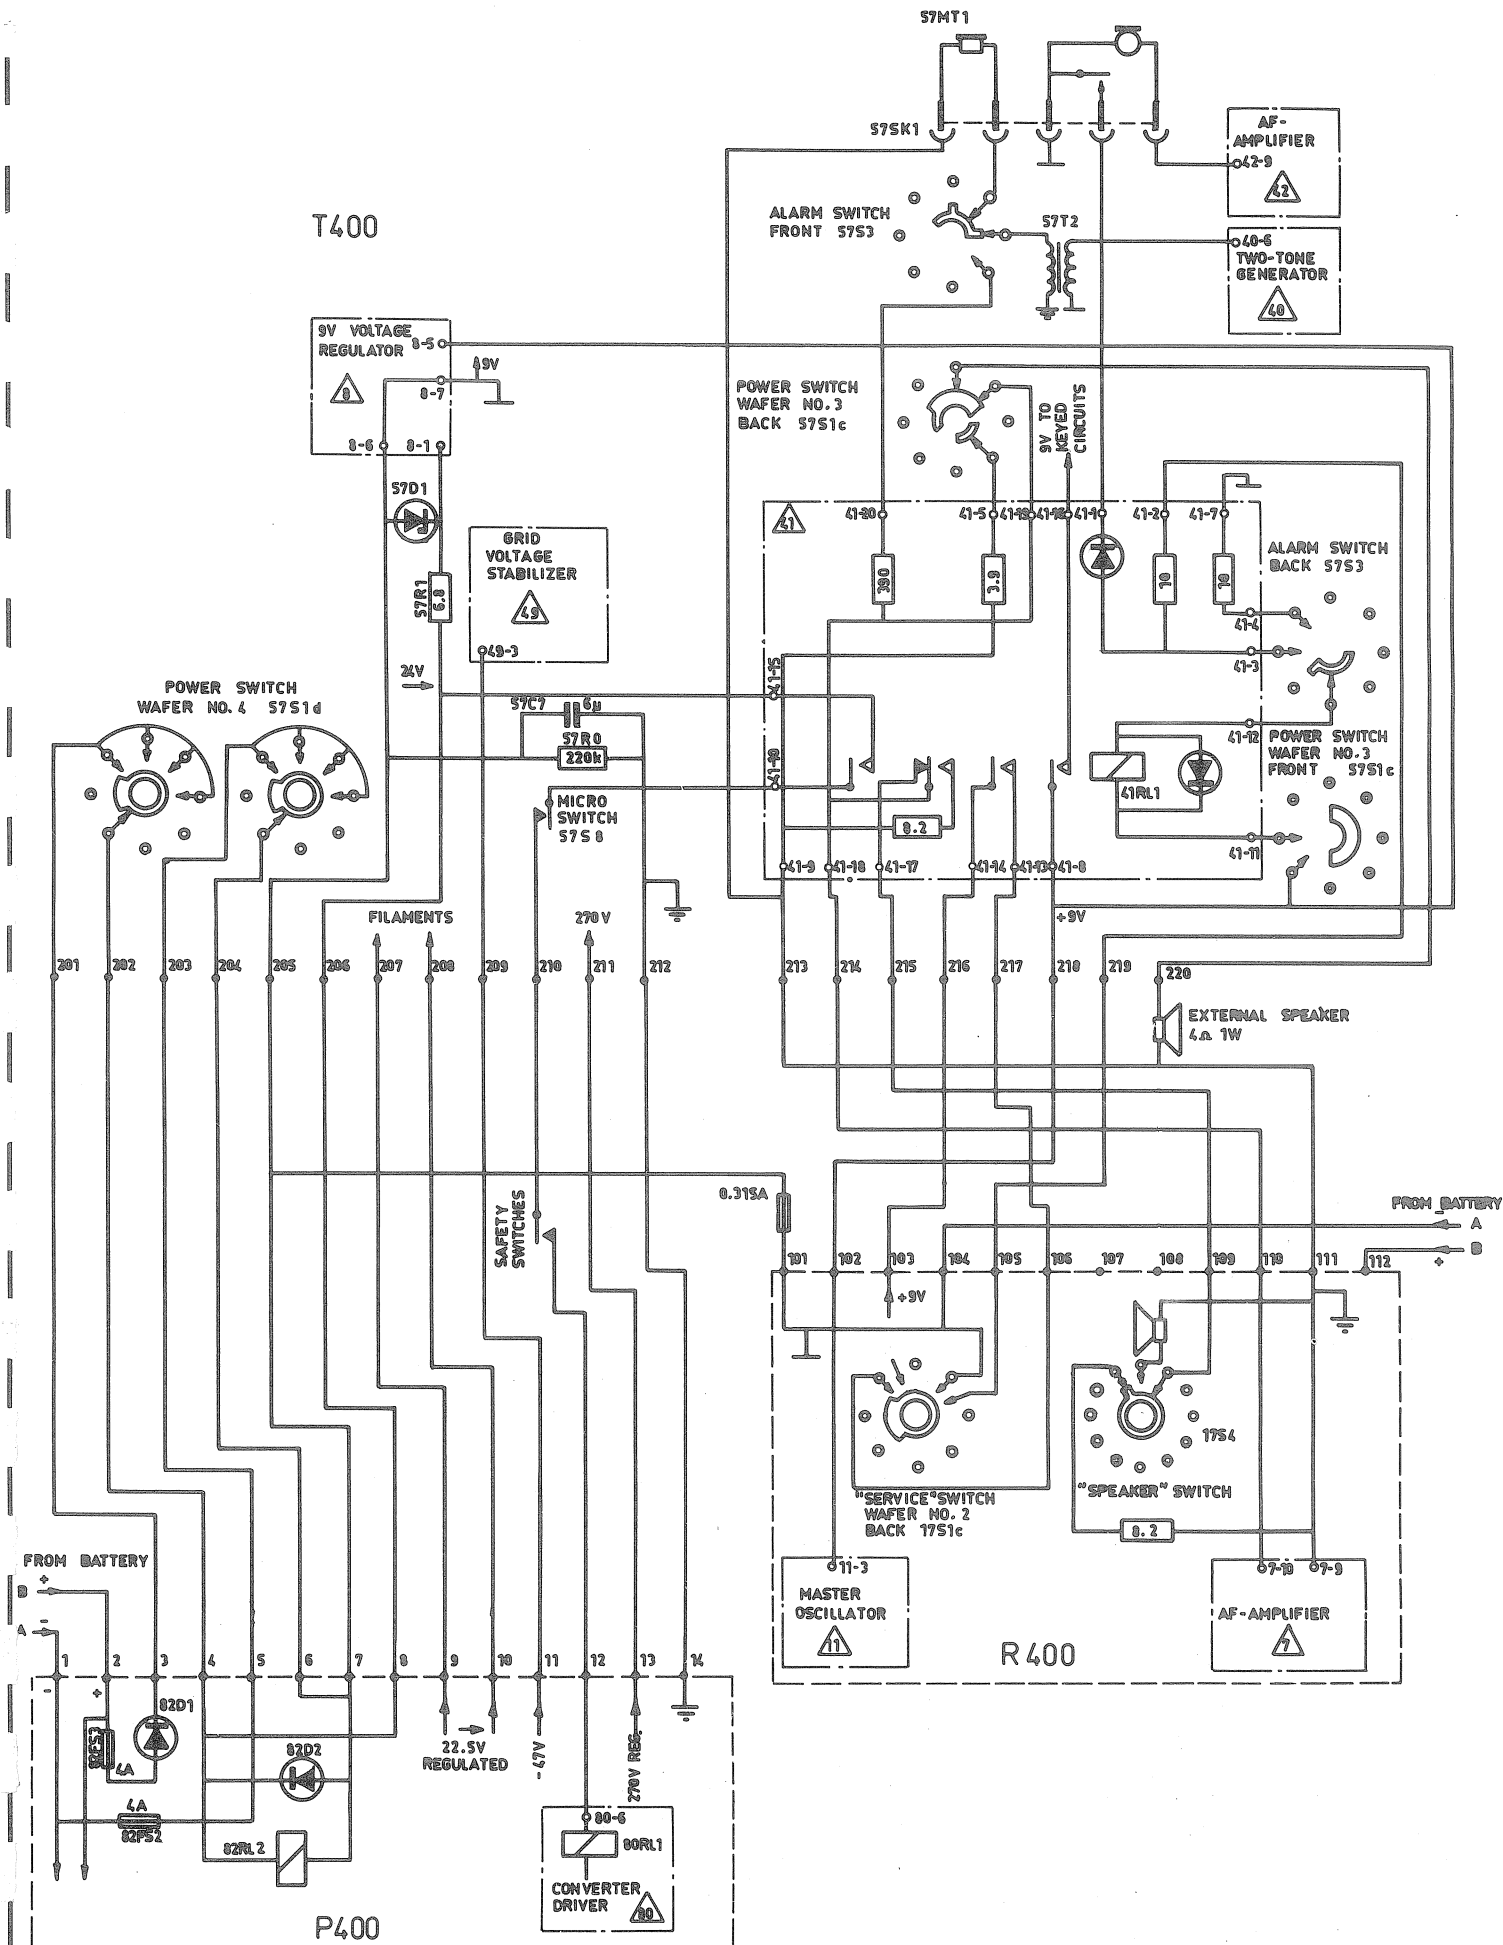 57MT1
57SK1
AF-
AMPLIFIER
42-9
42
T400
ALARM SWITCH
FRONT 57S3
57T2
40-6
TWO-TONE
GENERATOR
40
9V VOLTAGE
REGULATOR
8-5
9V
8
8-7
8-6
8-1
POWER SWITCH
WAFER NO.3
BACK 57S1c
9V TO
KEYED
CIRCUITS
57D1
41
41-20
41-5
41-19
41-16
41-1
41-2
41-7
GRID
VOLTAGE
STABILIZER
49
49-3
57R1
6,8
390
3.9
10
10
ALARM SWITCH
BACK 57S3
41-4
41-3
24V
41-15
POWER SWITCH
WAFER NO.4 57S1d
57C7
6µ
57R0
220k
41-12
POWER SWITCH
WAFER NO.3
FRONT 57S1c
41-10
41RL1
MICRO
SWITCH
57S8
8.2
41-11
41-9
41-18
41-17
41-14
41-13
41-8
FILAMENTS
270V
+9V
201
202
203
204
205
206
207
208
209
210
211
212
213
214
215
216
217
218
219
220
EXTERNAL SPEAKER
4Ω 1W
0.315A
SAFETY
SWITCHES
FROM BATTERY
-
A
B
+
101
102
103
104
105
106
107
108
109
110
111
112
+9V
17S4
"SERVICE" SWITCH
WAFER NO.2
BACK 17S1c
"SPEAKER" SWITCH
8.2
FROM BATTERY
+
B
-
A
11-3
MASTER
OSCILLATOR
11
R400
7-10
7-9
AF-AMPLIFIER
7
1
2
3
4
5
6
7
8
9
10
11
12
13
14
-
+
82D1
4A
82D2
22.5V
REGULATED
-47V
270V REG.
4A
82FS2
82RL2
80-6
80RL1
CONVERTER
DRIVER
80
P400